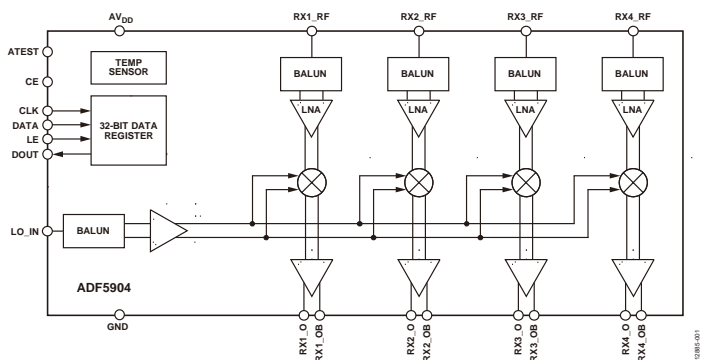 AVDD
RX1_RF
RX2_RF
RX3_RF
RX4_RF
ATEST
CE
CLK
DATA
LE
DOUT
TEMP
SENSOR
32-BIT DATA
REGISTER
BALUN
BALUN
BALUN
BALUN
LNA
LNA
LNA
LNA
LO_IN
BALUN
ADF5904
GND
RX1_O
RX1_OB
RX2_O
RX2_OB
RX3_O
RX3_OB
RX4_O
RX4_OB
12885-001